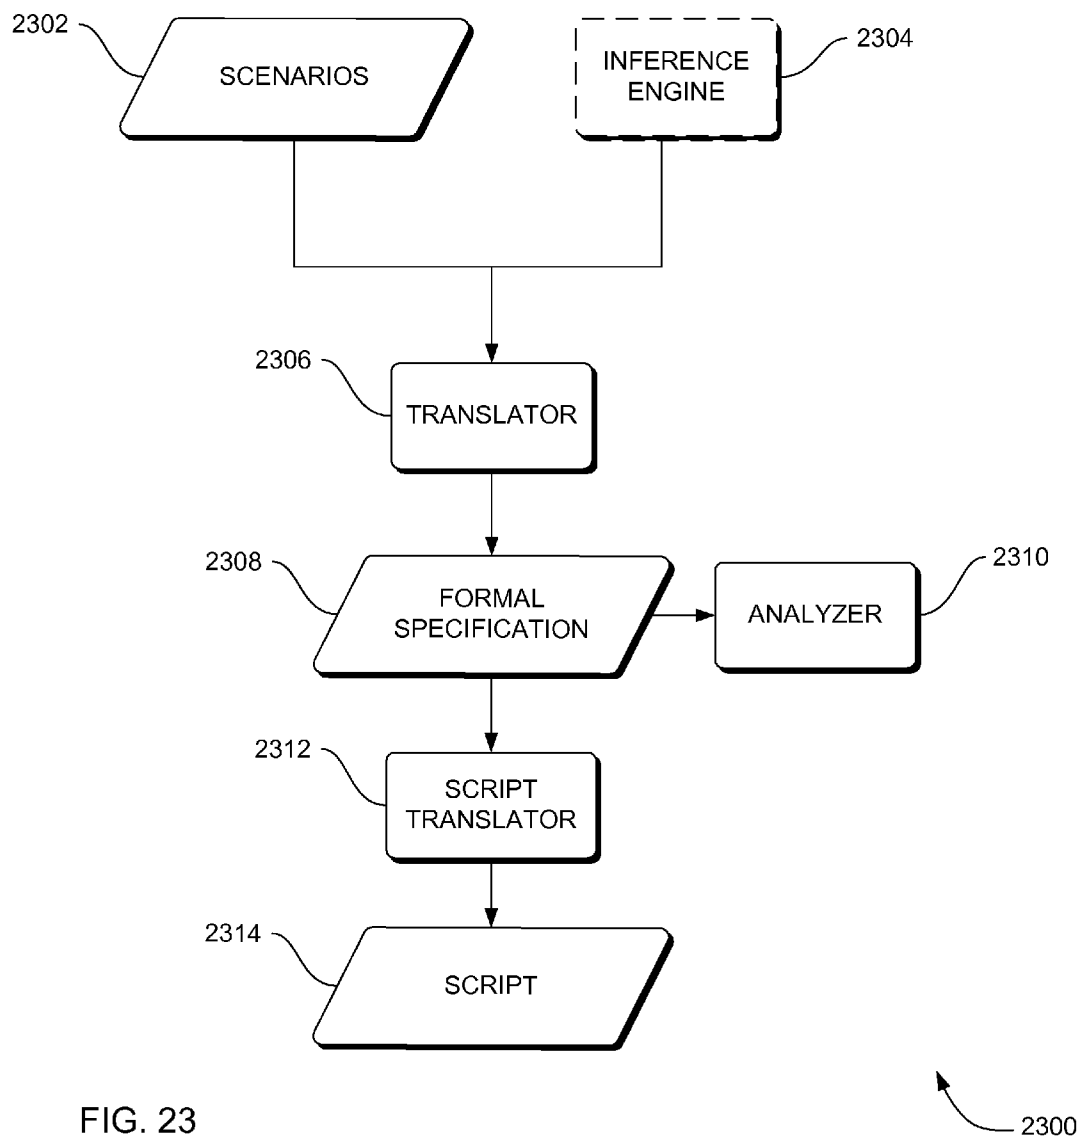 2302
SCENARIOS
INFERENCE
ENGINE
2304
2306
TRANSLATOR
2308
FORMAL
SPECIFICATION
2310
ANALYZER
2312
SCRIPT
TRANSLATOR
2314
SCRIPT
FIG. 23
2300